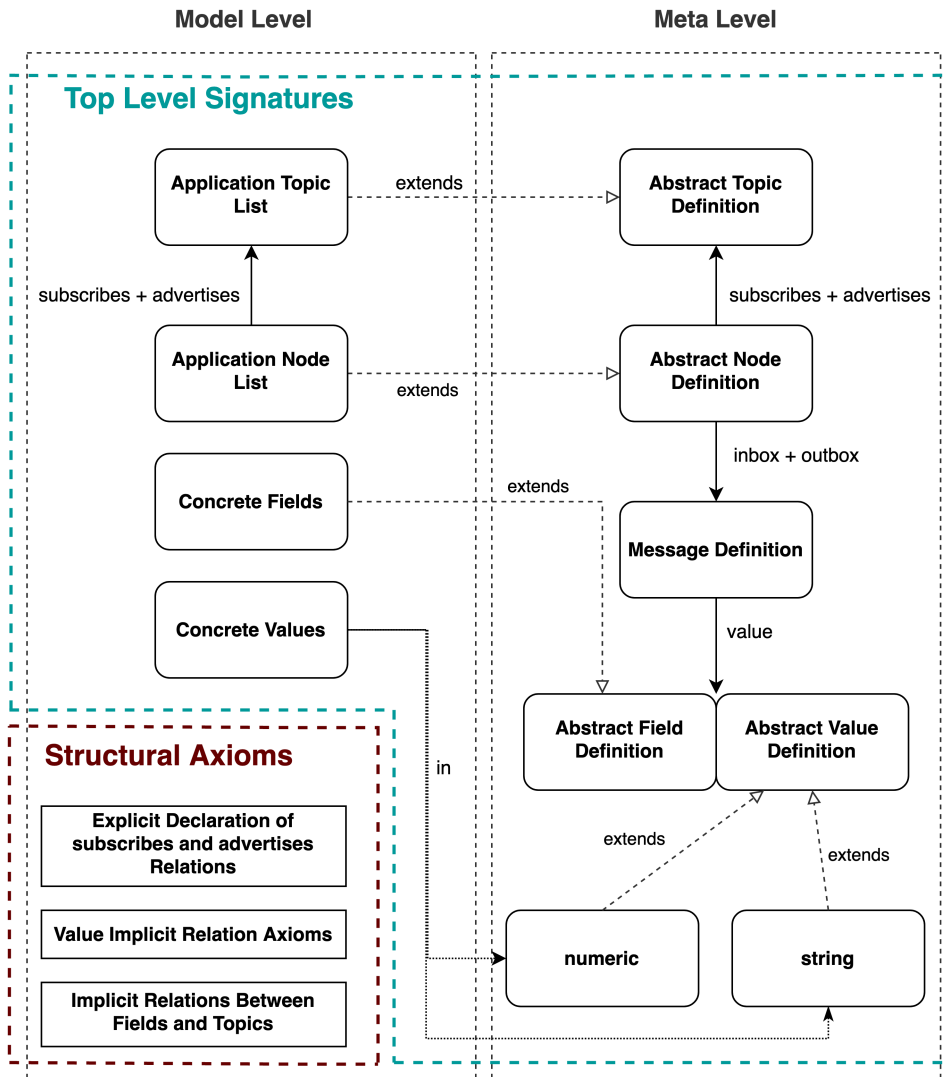 Model Level
Meta Level
Top Level Signatures
Application Topic
List
extends
Abstract Topic
Definition
subscribes + advertises
subscribes + advertises
Application Node
List
extends
Abstract Node
Definition
inbox + outbox
Concrete Fields
extends
Message Definition
Concrete Values
value
Abstract Field
Definition
Abstract Value
Definition
in
Structural Axioms
Explicit Declaration of
subscribes and advertises
Relations
extends
extends
Value Implicit Relation Axioms
numeric
string
Implicit Relations Between
Fields and Topics